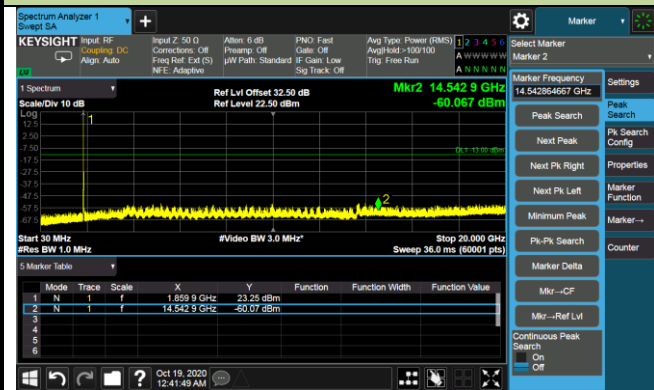 Spectrum Analyzer 1
Swept SA
+
Marker
KEYSIGHT
Input: RF
Coupling: DC
Align: Auto
Input Z: 50 Ω
Corrections: Off
Freq Ref: Ext (S)
NFE: Adaptive
Atten: 6 dB
Preamp: Off
µW Path: Standard
PNO: Fast
Gate: Off
IF Gain: Low
Sig Track: Off
Avg Type: Power (RMS)
Avg|Hold:>100/100
Trig: Free Run
1 2 3 4 5 6
A W W W W W
A N N N N N
Select Marker
Marker 2
Marker Frequency
14.542864667 GHz
Peak Search
Next Peak
Next Pk Right
Next Pk Left
Minimum Peak
Pk-Pk Search
Marker Delta
Mkr→CF
Mkr→Ref Lvl
Continuous Peak
Search
On
Off
Settings
Peak
Search
Pk Search
Config
Properties
Marker
Function
Marker→
Counter
1 Spectrum
Scale/Div 10 dB
Log
Ref Lvl Offset 32.50 dB
Ref Level 22.50 dBm
Mkr2 14.542 9 GHz
-60.067 dBm
12.5
2.50
-7.50
-17.5
-27.5
-37.5
-47.5
-57.5
-67.5
1
2
DL1 -13.00 dBm
Start 30 MHz
#Res BW 1.0 MHz
#Video BW 3.0 MHz*
Stop 20.000 GHz
Sweep 36.0 ms (60001 pts)
5 Marker Table
Mode Trace Scale X Y Function Function Width Function Value
1 N 1 f 1.859 9 GHz 23.25 dBm
2 N 1 f 14.542 9 GHz -60.07 dBm
3
4
5
6
?
Oct 19, 2020
12:41:49 AM